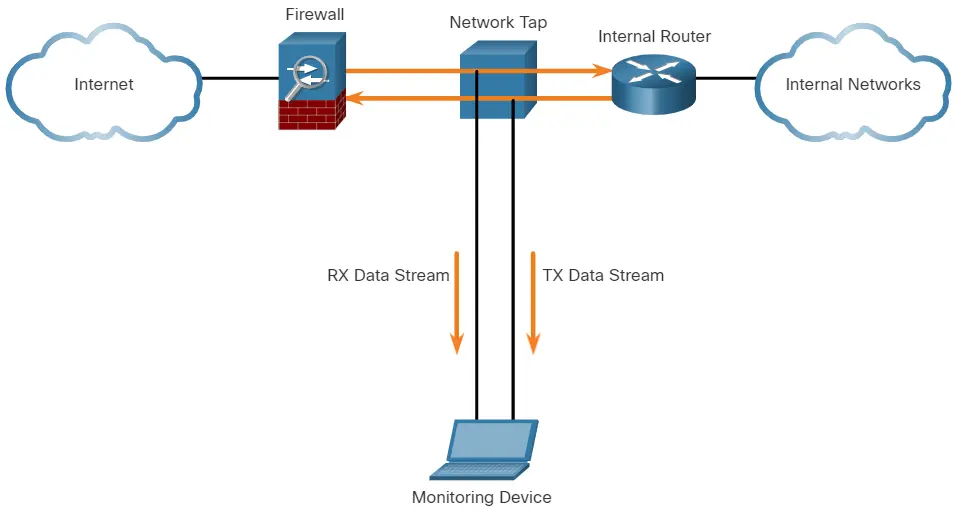 Firewall
Network Tap
Internal Router
Internet
Internal Networks
RX Data Stream
TX Data Stream
Monitoring Device